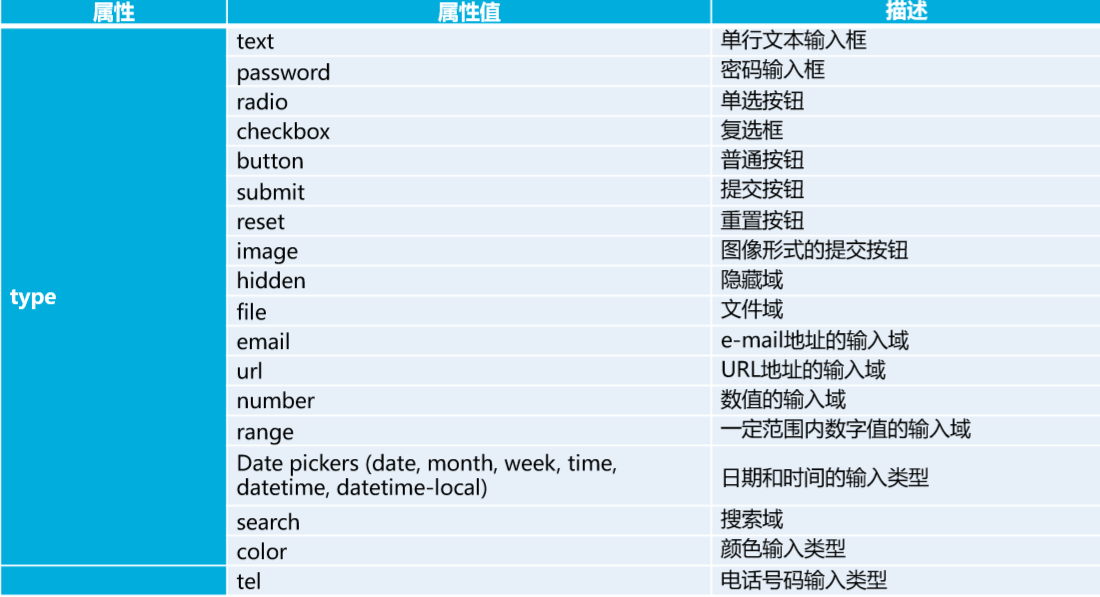 属性 属性值 描述
type
text 单行文本输入框
password 密码输入框
radio 单选按钮
checkbox 复选框
button 普通按钮
submit 提交按钮
reset 重置按钮
image 图像形式的提交按钮
hidden 隐藏域
file 文件域
email e-mail地址的输入域
url URL地址的输入域
number 数值的输入域
range 一定范围内数字值的输入域
Date pickers (date, month, week, time,
datetime, datetime-local) 日期和时间的输入类型
search 搜索域
color 颜色输入类型
tel 电话号码输入类型